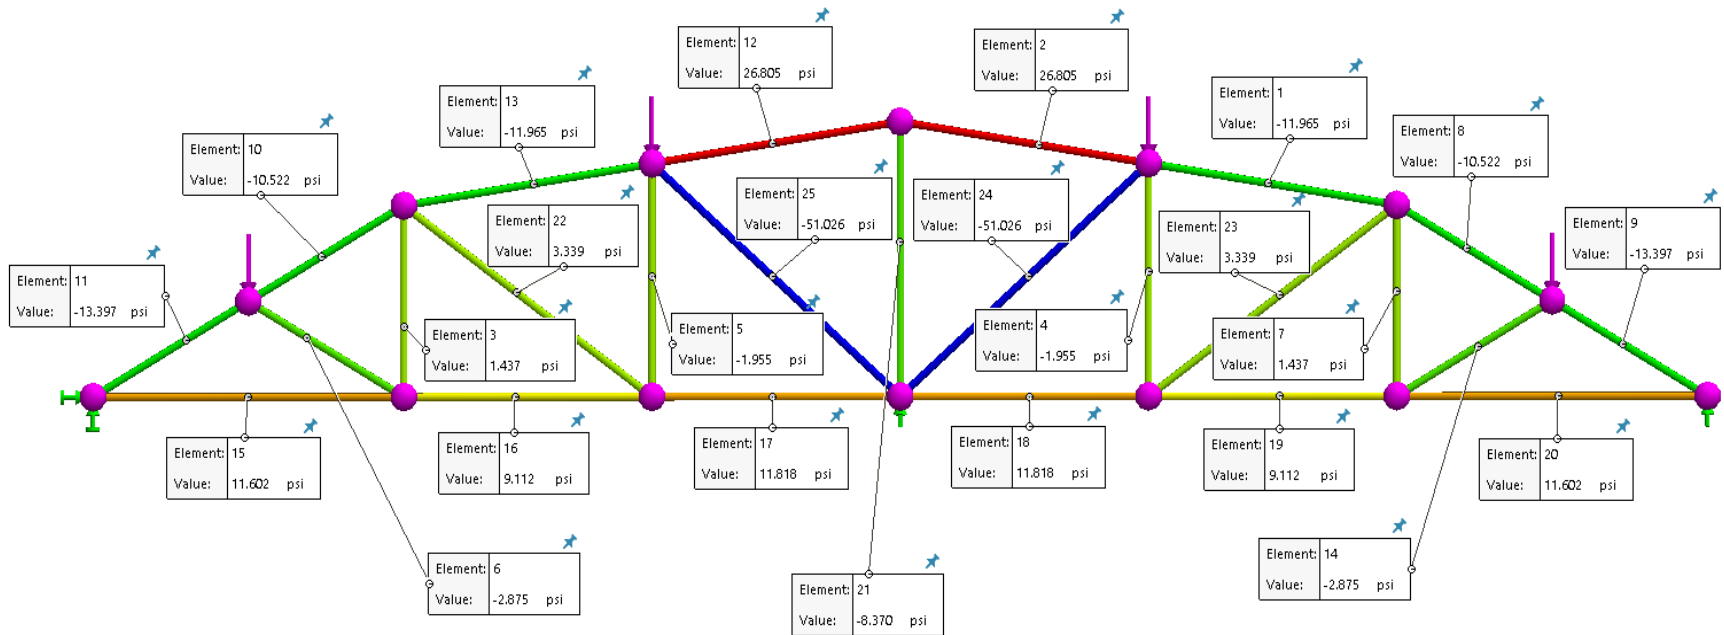 Element: 12
Value: 26.805 psi
Element: 2
Value: 26.805 psi
Element: 13
Value: -11.965 psi
Element: 1
Value: -11.965 psi
Element: 10
Value: -10.522 psi
Element: 8
Value: -10.522 psi
Element: 25
Value: -51.026 psi
Element: 24
Value: -51.026 psi
Element: 22
Value: 3.339 psi
Element: 23
Value: 3.339 psi
Element: 9
Value: -13.397 psi
Element: 11
Value: -13.397 psi
Element: 3
Value: 1.437 psi
Element: 5
Value: -1.955 psi
Element: 4
Value: -1.955 psi
Element: 7
Value: 1.437 psi
Element: 15
Value: 11.602 psi
Element: 16
Value: 9.112 psi
Element: 17
Value: 11.818 psi
Element: 18
Value: 11.818 psi
Element: 19
Value: 9.112 psi
Element: 20
Value: 11.602 psi
Element: 6
Value: -2.875 psi
Element: 21
Value: -8.370 psi
Element: 14
Value: -2.875 psi